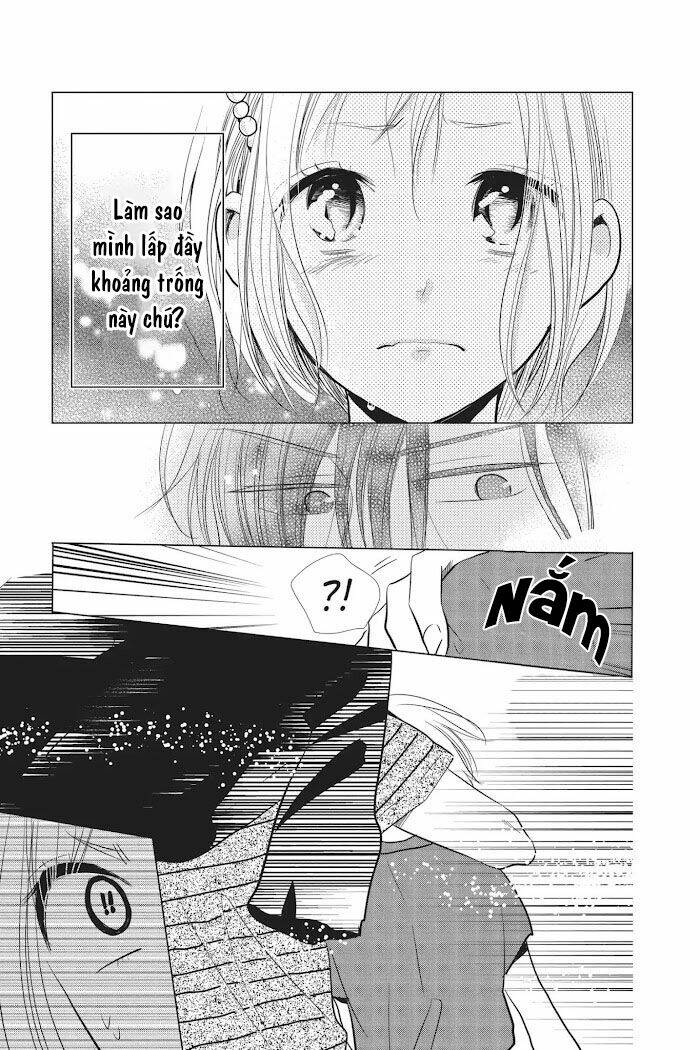 Làm sao
mình lấp đầy
khoảng trống
này chứ?
?!
NẮM
!!